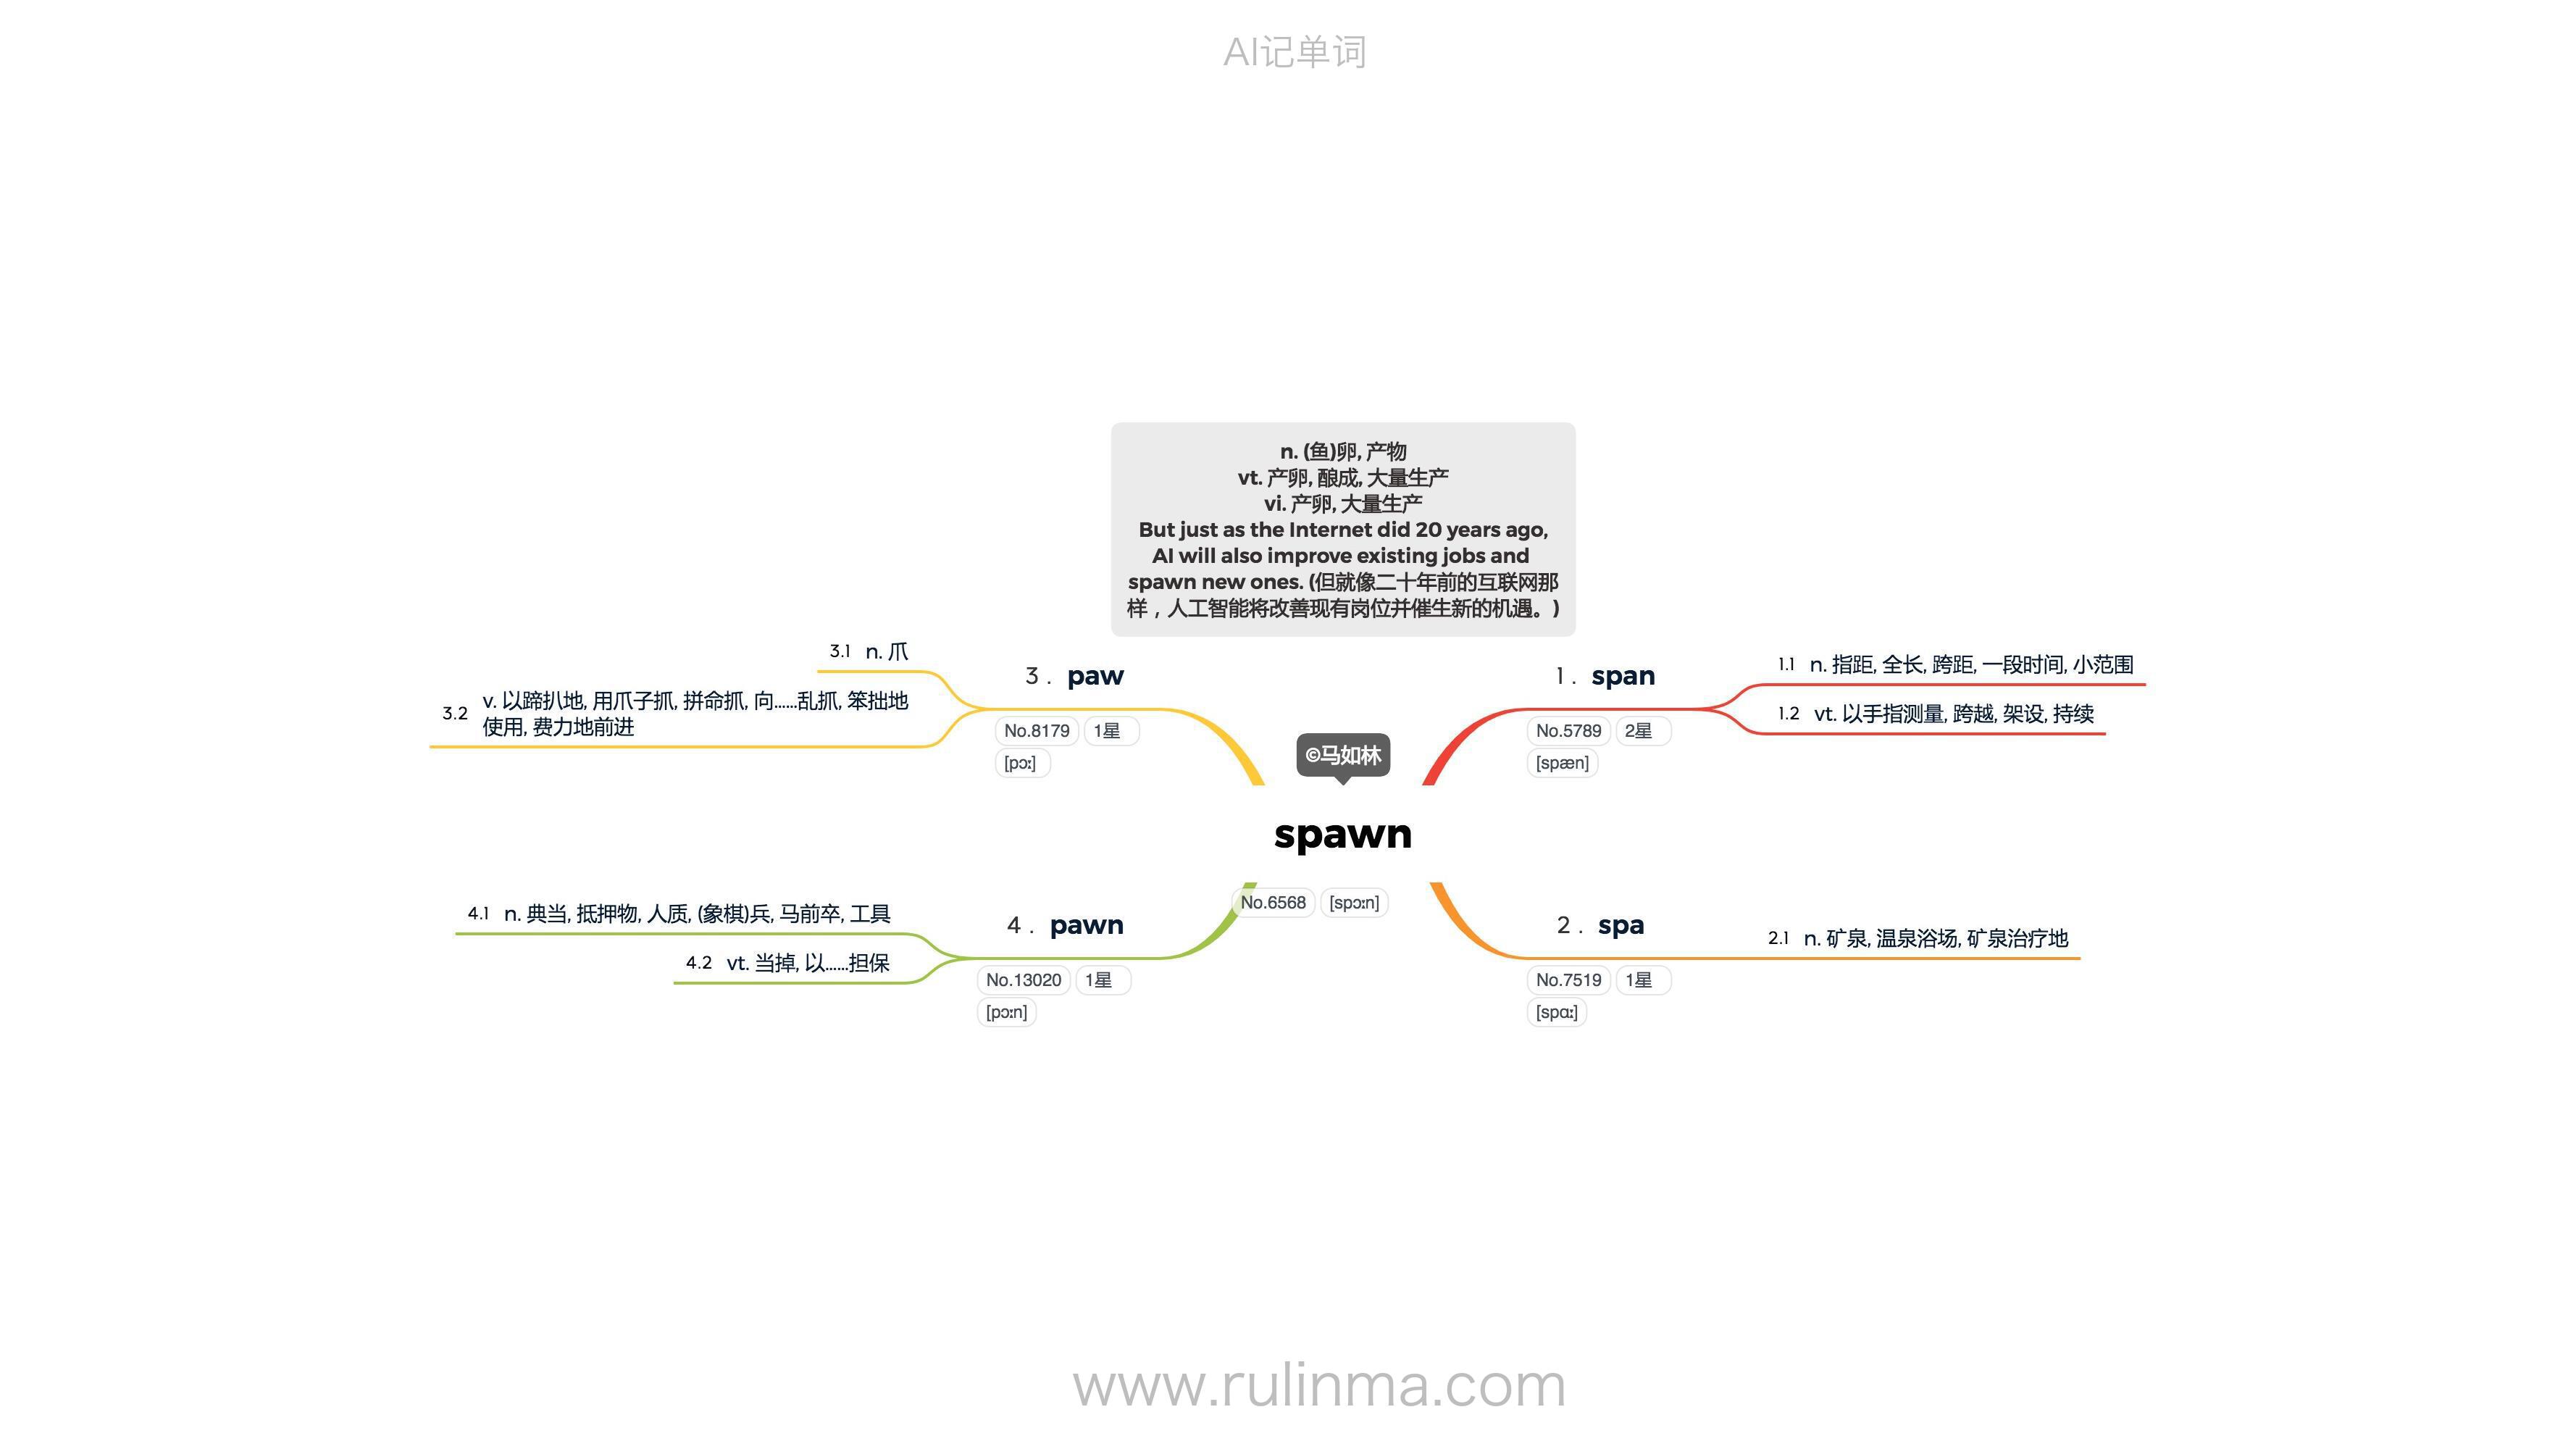 AI记单词
n. (鱼)卵, 产物
vt. 产卵, 酿成, 大量生产
vi. 产卵, 大量生产
But just as the Internet did 20 years ago,
AI will also improve existing jobs and
spawn new ones. (但就像二十年前的互联网那
样，人工智能将改善现有岗位并催生新的机遇。)
©马如林
spawn
No.6568 [spɔːn]
1. span
No.5789 2星
[spæn]
1.1 n. 指距, 全长, 跨距, 一段时间, 小范围
1.2 vt. 以手指测量, 跨越, 架设, 持续
2. spa
No.7519 1星
[spɑː]
2.1 n. 矿泉, 温泉浴场, 矿泉治疗地
3. paw
No.8179 1星
[pɔː]
3.1 n. 爪
3.2 v. 以蹄扒地, 用爪子抓, 拼命抓, 向……乱抓, 笨拙地
使用, 费力地前进
4. pawn
No.13020 1星
[pɔːn]
4.1 n. 典当, 抵押物, 人质, (象棋)兵, 马前卒, 工具
4.2 vt. 当掉, 以……担保
www.rulinma.com